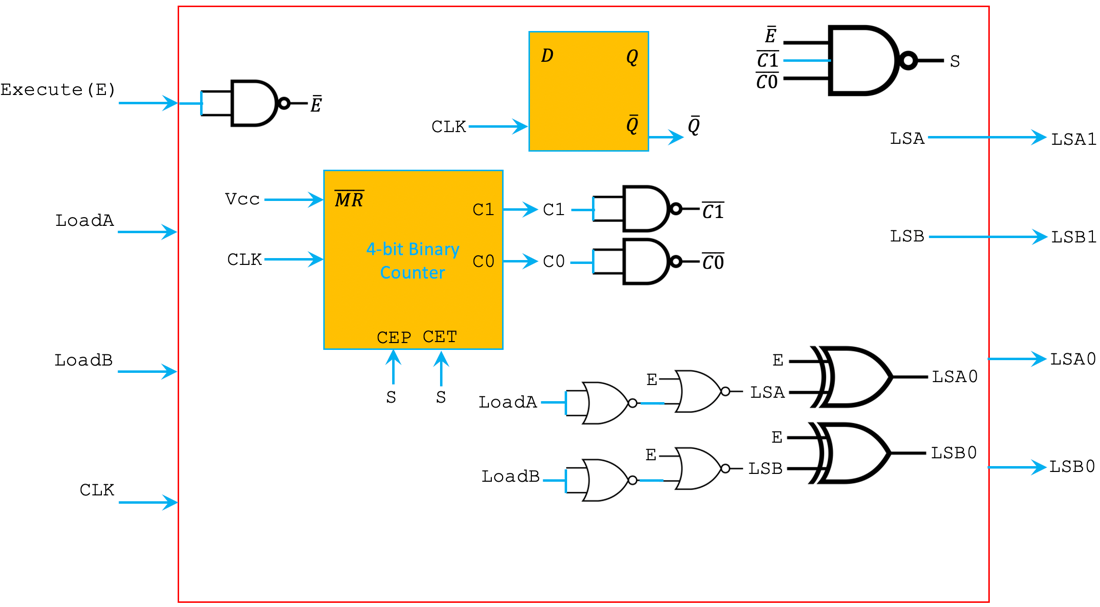 Execute(E)
E̅
D
Q
Q̅
CLK
Q̅
E̅
C̅1̅
C̅0̅
S
LSA
LSA1
Vcc
M̅R̅
LoadA
C1
C1
C̅1̅
LSB
LSB1
CLK
4-bit Binary
Counter
C0
C0
C̅0̅
CEP
CET
S
S
LoadB
E
LSA0
LSA0
E
LoadA
LSA
E
LSB0
E
LoadB
LSB
LSB0
CLK